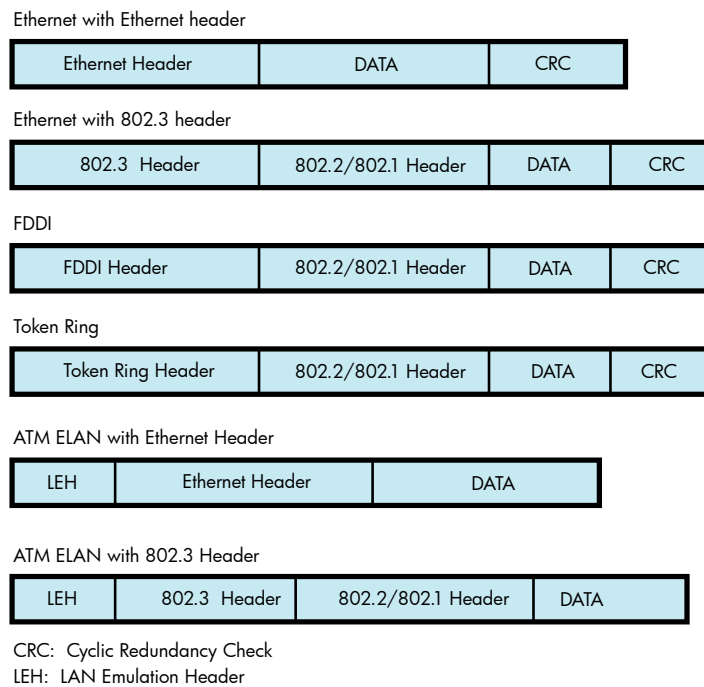 Ethernet with Ethernet header
Ethernet Header DATA CRC
Ethernet with 802.3 header
802.3 Header 802.2/802.1 Header DATA CRC
FDDI
FDDI Header 802.2/802.1 Header DATA CRC
Token Ring
Token Ring Header 802.2/802.1 Header DATA CRC
ATM ELAN with Ethernet Header
LEH Ethernet Header DATA
ATM ELAN with 802.3 Header
LEH 802.3 Header 802.2/802.1 Header DATA
CRC: Cyclic Redundancy Check
LEH: LAN Emulation Header